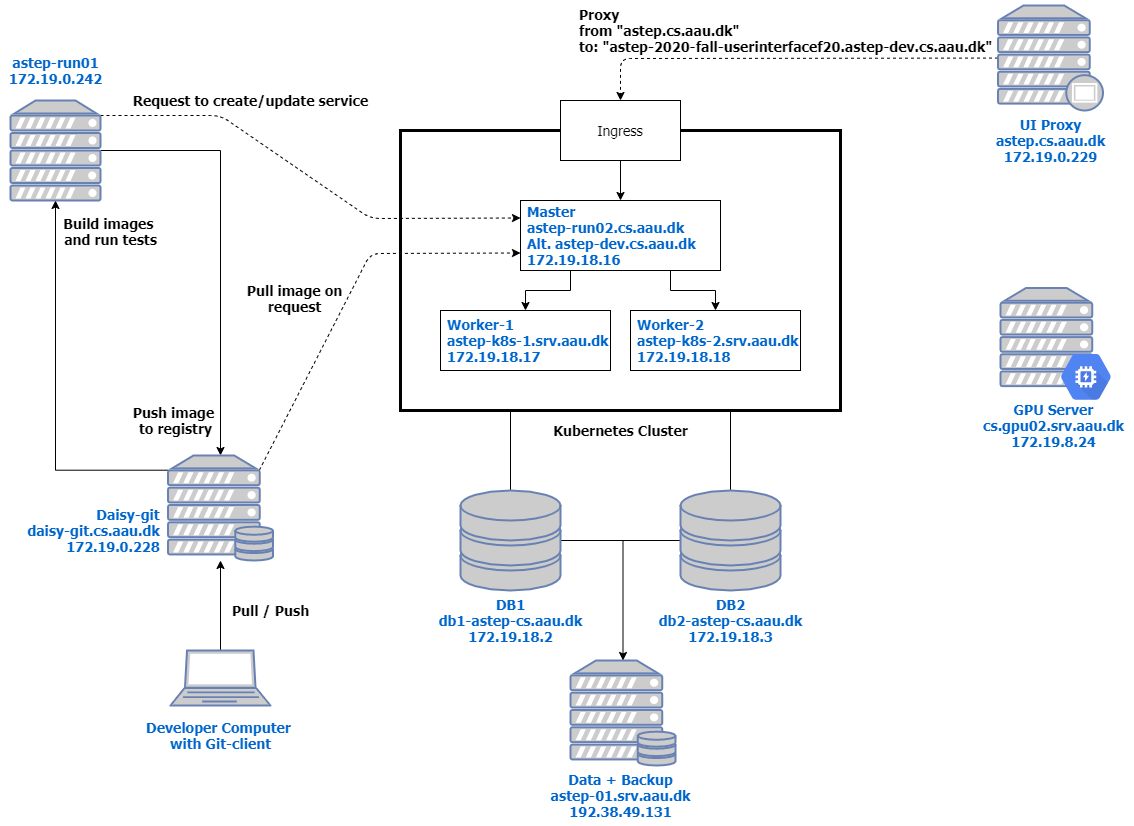 Proxy
from "astep.cs.aau.dk"
to: "astep-2020-fall-userinterfacef20.astep-dev.cs.aau.dk"
UI Proxy
astep.cs.aau.dk
172.19.0.229
astep-run01
172.19.0.242
Request to create/update service
Ingress
Build images
and run tests
Master
astep-run02.cs.aau.dk
Alt. astep-dev.cs.aau.dk
172.19.18.16
Pull image on
request
Worker-1
astep-k8s-1.srv.aau.dk
172.19.18.17
Worker-2
astep-k8s-2.srv.aau.dk
172.19.18.18
GPU Server
cs.gpu02.srv.aau.dk
172.19.8.24
Push image
to registry
Kubernetes Cluster
Daisy-git
daisy-git.cs.aau.dk
172.19.0.228
Pull / Push
DB1
db1-astep-cs.aau.dk
172.19.18.2
DB2
db2-astep-cs.aau.dk
172.19.18.3
Developer Computer
with Git-client
Data + Backup
astep-01.srv.aau.dk
192.38.49.131